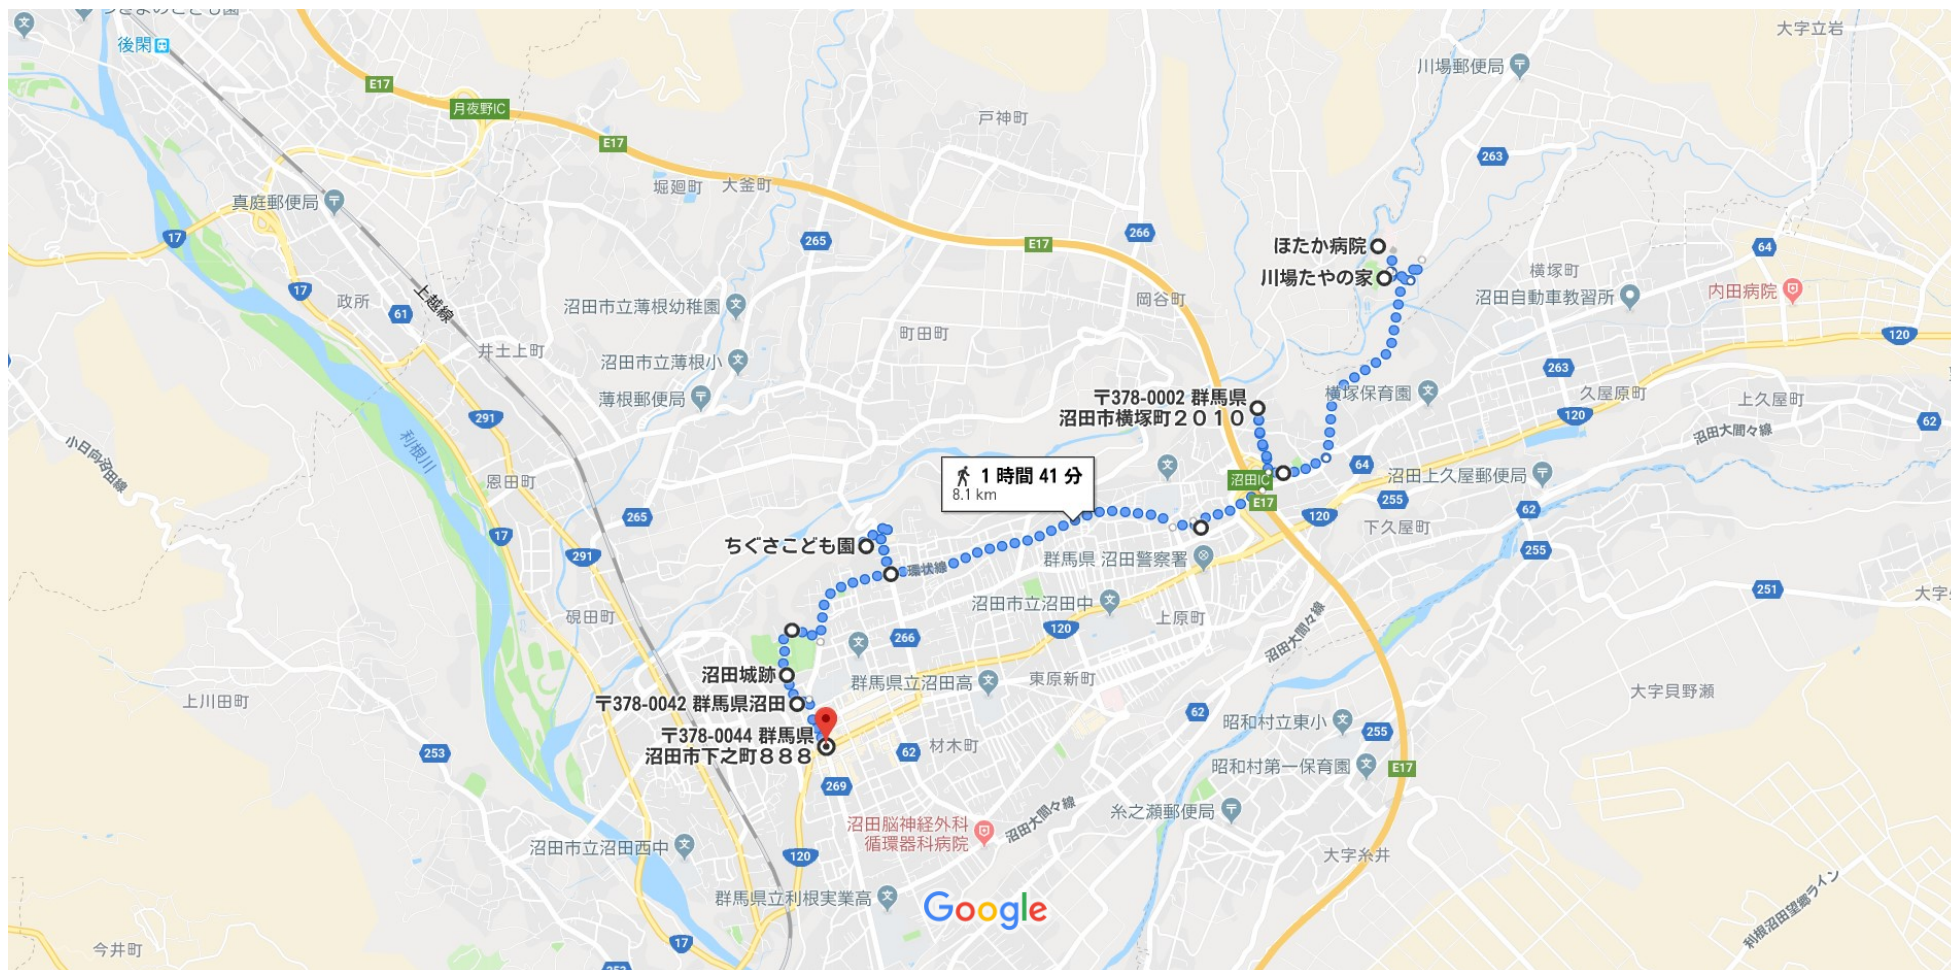 後閑
E17
月夜野IC
E17
戸神町
川場郵便局
大字立岩
263
堀廻町
大釜町
真庭郵便局
17
265
E17
266
ほたか病院
川場たやの家
横塚町
64
沼田自動車教習所
内田病院
17
政所
61
上越線
沼田市立薄根幼稚園
岡谷町
町田町
120
井土上町
沼田市立薄根小
薄根郵便局
263
横塚保育園
久屋原町
上久屋町
〒378-0002 群馬県
沼田市横塚町2010
291
利根川
120
62
沼田大間々線
小日向沼田線
恩田町
1 時間 41 分
8.1 km
沼田IC
E17
64
沼田上久屋郵便局
255
62
265
120
下久屋町
17
ちぐさこども園
291
環状線
群馬県 沼田警察署
255
251
硯田町
沼田市立沼田中
上原町
120
266
沼田大間々線
沼田城跡
群馬県立沼田高
東原新町
上川田町
〒378-0042 群馬県沼田
大字貝野瀬
62
昭和村立東小
255
〒378-0044 群馬県
沼田市下之町888
材木町
62
253
昭和村第一保育園
E17
269
糸之瀬郵便局
沼田脳神経外科
循環器科病院
沼田大間々線
沼田市立沼田西中
120
大字糸井
群馬県立利根実業高
Google
利根沼田望郷ライン
今井町
17